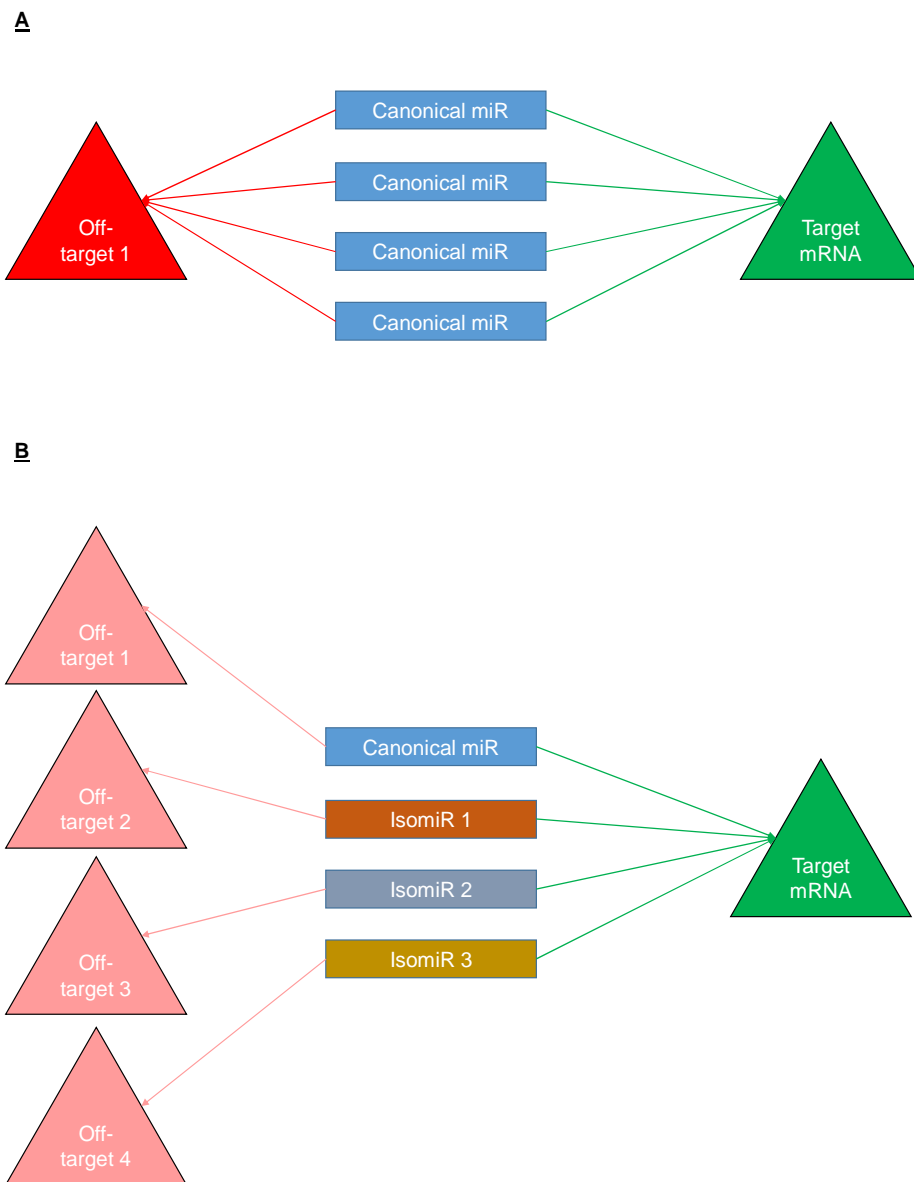 A
Canonical miR
Off-
target 1
Canonical miR
Canonical miR
Canonical miR
Target
mRNA
B
Off-
target 1
Off-
target 2
Off-
target 3
Off-
target 4
Canonical miR
IsomiR 1
IsomiR 2
IsomiR 3
Target
mRNA